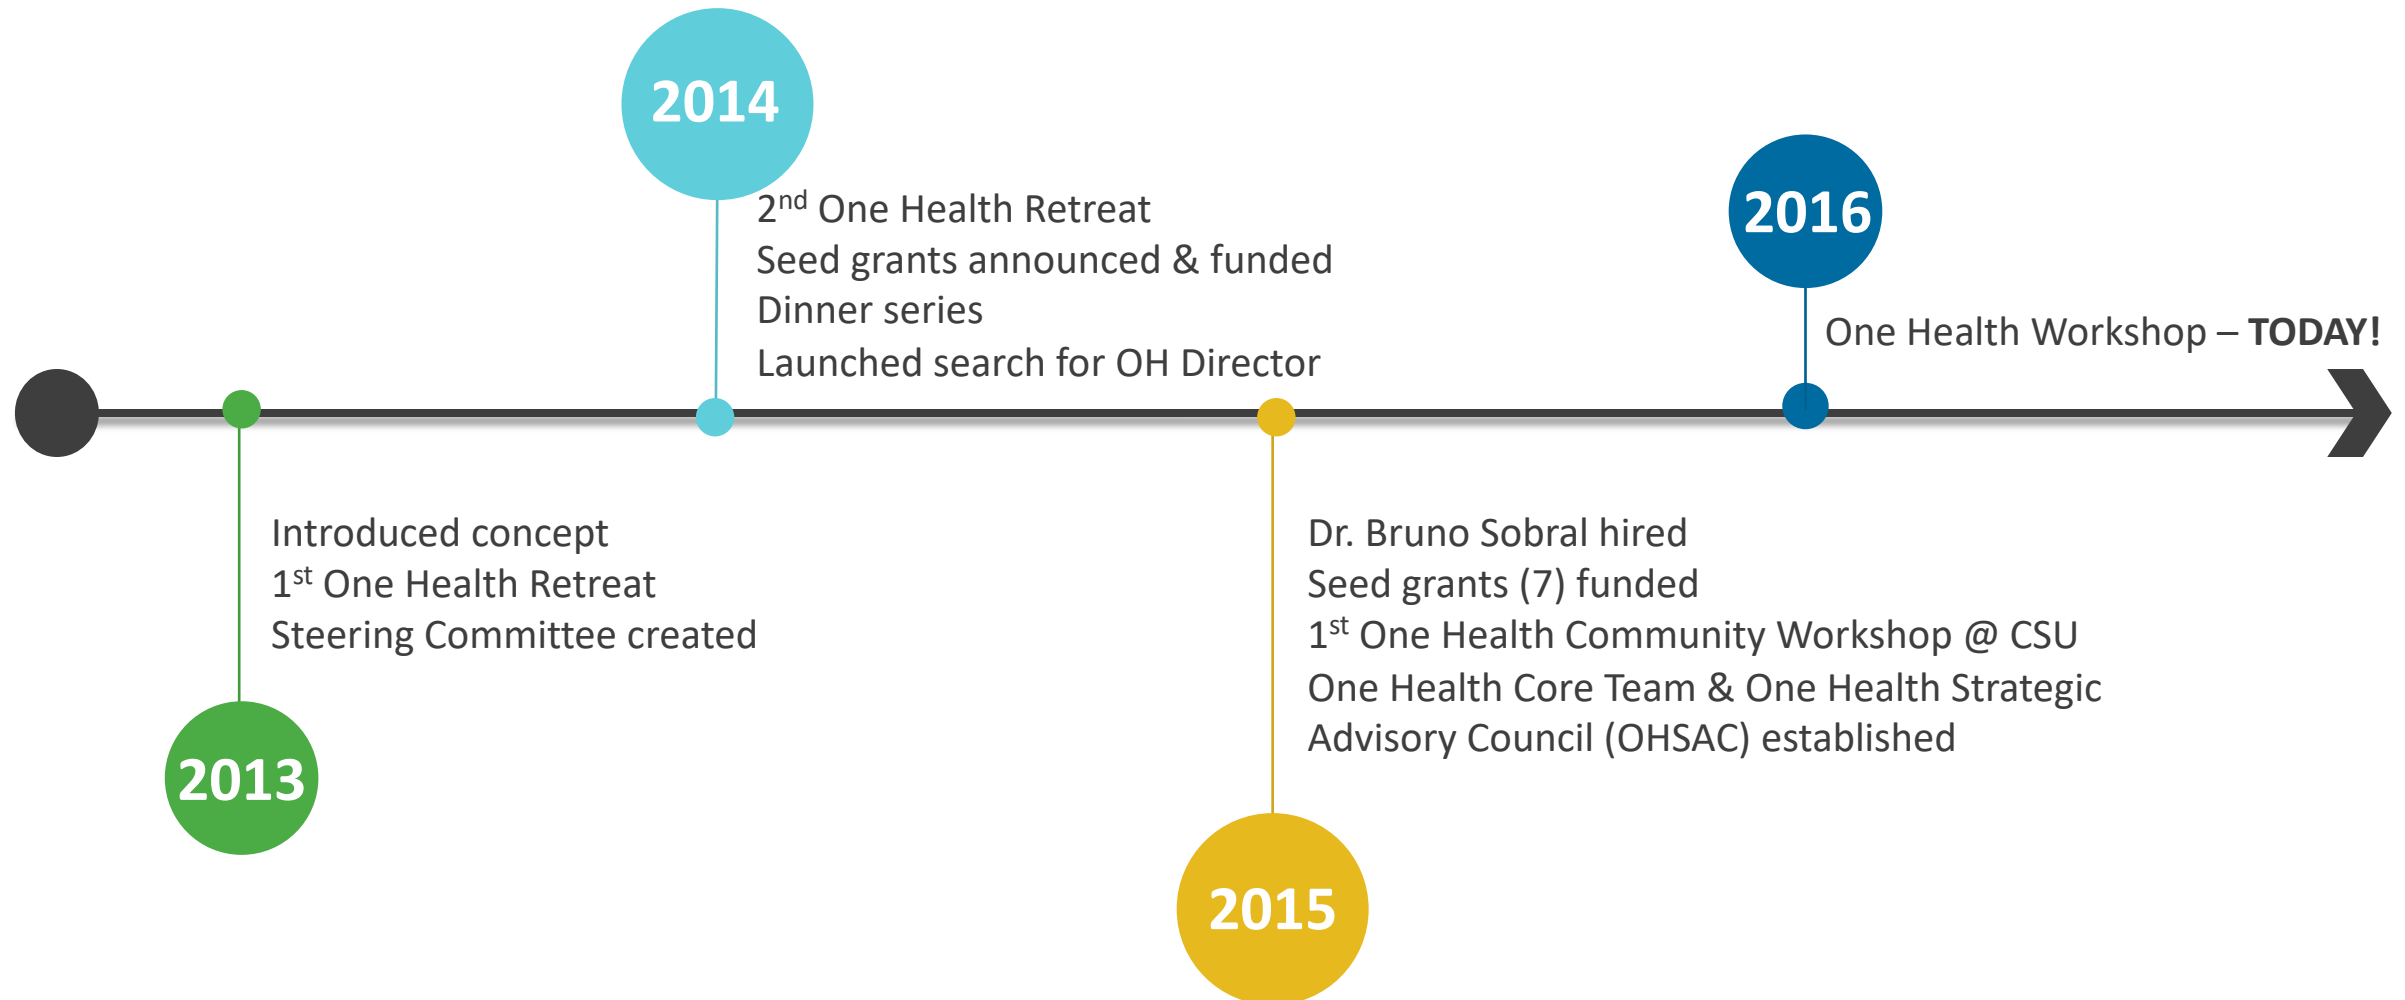 2014
2nd One Health Retreat
Seed grants announced & funded
Dinner series
Launched search for OH Director
2016
One Health Workshop – TODAY!
Introduced concept
1st One Health Retreat
Steering Committee created
2013
Dr. Bruno Sobral hired
Seed grants (7) funded
1st One Health Community Workshop @ CSU
One Health Core Team & One Health Strategic
Advisory Council (OHSAC) established
2015